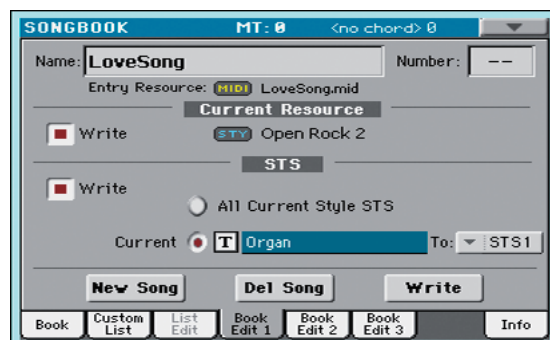 SONGBOOK MT: 0 <no chord> 0
Name: LoveSong Number: --
Entry Resource: MIDI LoveSong.mid
Current Resource
Write STY Open Rock 2
STS
Write
All Current Style STS
Current T Organ To: STS1
New Song Del Song Write
Book Custom List List Edit Book Edit 1 Book Edit 2 Book Edit 3 Info